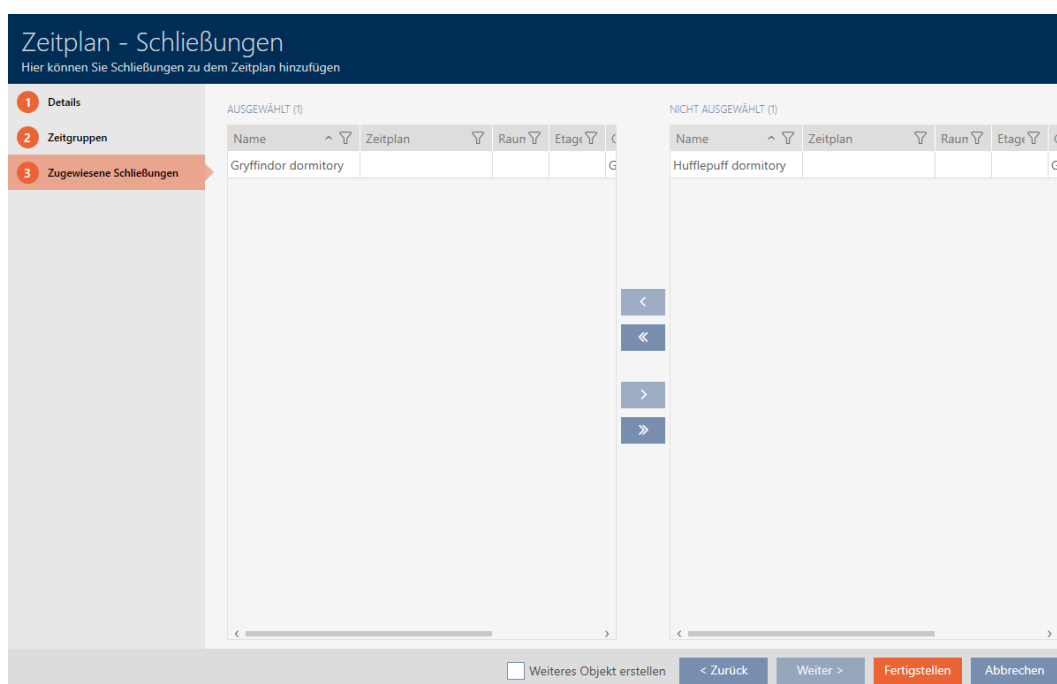 Zeitplan - Schließungen
Hier können Sie Schließungen zu dem Zeitplan hinzufügen
1 Details
2 Zeitgruppen
3 Zugewiesene Schließungen
AUSGEWÄHLT (1)
Name Zeitplan Raum Etage
Gryffindor dormitory G
NICHT AUSGEWÄHLT (1)
Name Zeitplan Raum Etage
Hufflepuff dormitory G
Weiteres Objekt erstellen
< Zurück
Weiter >
Fertigstellen
Abbrechen